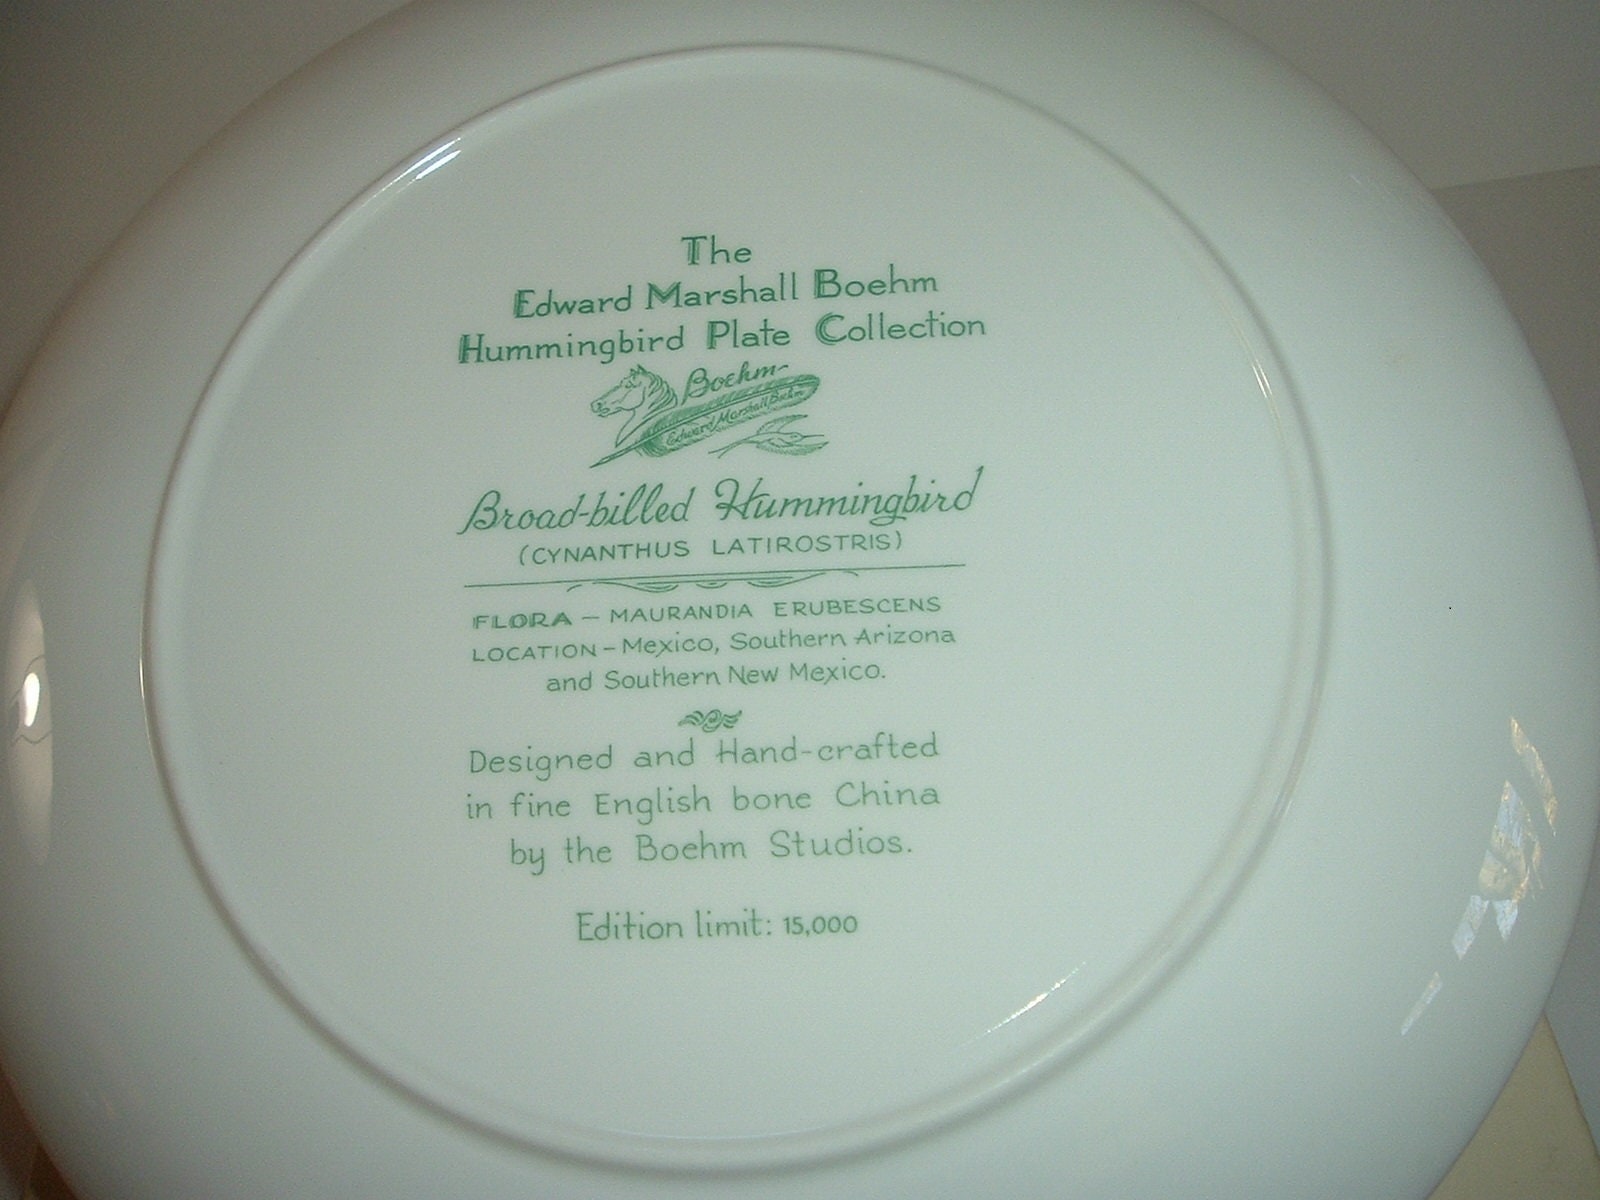 The
Edward Marshall Boehm
Hummingbird Plate Collection
Boehm
Edward Marshall Boehm
Broad-billed Hummingbird
(CYNANTHUS LATIROSTRIS)
FLORA - MAURANDIA ERUBESCENS
LOCATION - Mexico, Southern Arizona
and Southern New Mexico.
Designed and Hand-crafted
in fine English bone China
by the Boehm Studios.
Edition limit: 15,000